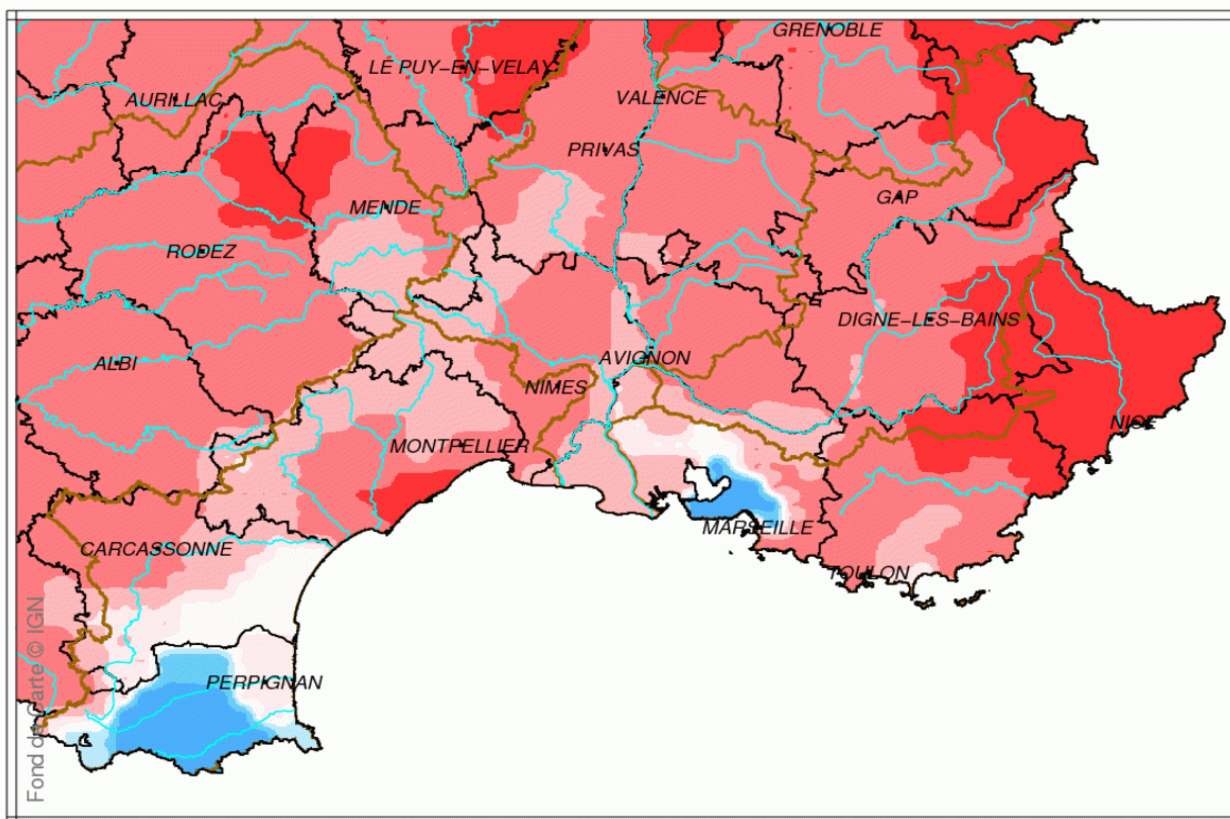 GRENOBLE
LE PUY-EN-VELAY
AURILLAC
VALENCE
PRIVAS
GAP
MENDE
RODEZ
DIGNE-LES-BAINS
ALBI
AVIGNON
NIMES
NICE
MONTPELLIER
MARSEILLE
CARCASSONNE
TOULON
PERPIGNAN
Fond de Carte © IGN